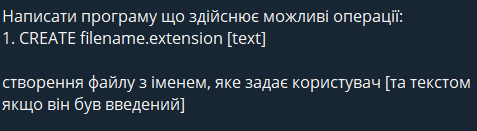 Написати програму що здійснює можливі операції:
1. CREATE filename.extension [text]
створення файлу з іменем, яке задає користувач [та текстом
якщо він був введений]